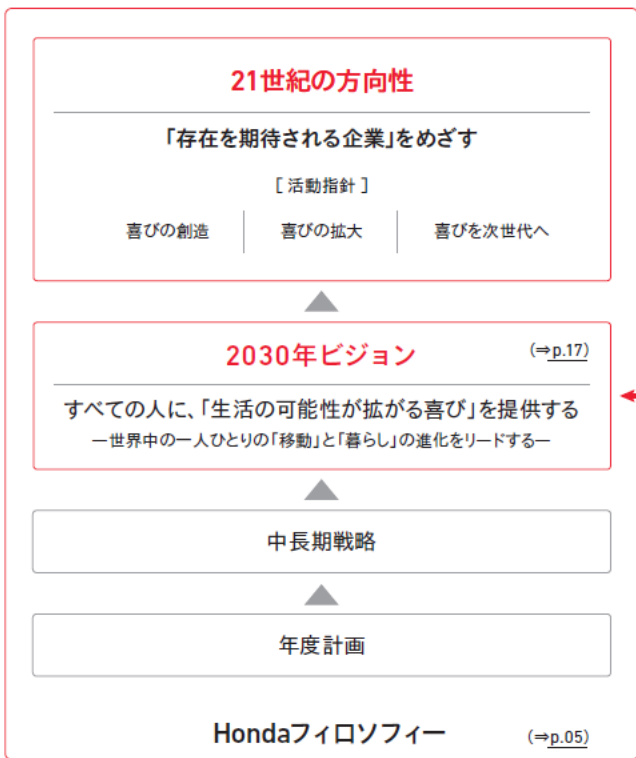 21世紀の方向性
「存在を期待される企業」をめざす
［ 活動指針 ］
喜びの創造 喜びの拡大 喜びを次世代へ
2030年ビジョン (⇒p.17)
すべての人に、「生活の可能性が拡がる喜び」を提供する
―世界中の一人ひとりの「移動」と「暮らし」の進化をリードする―
中長期戦略
年度計画
Hondaフィロソフィー (⇒p.05)